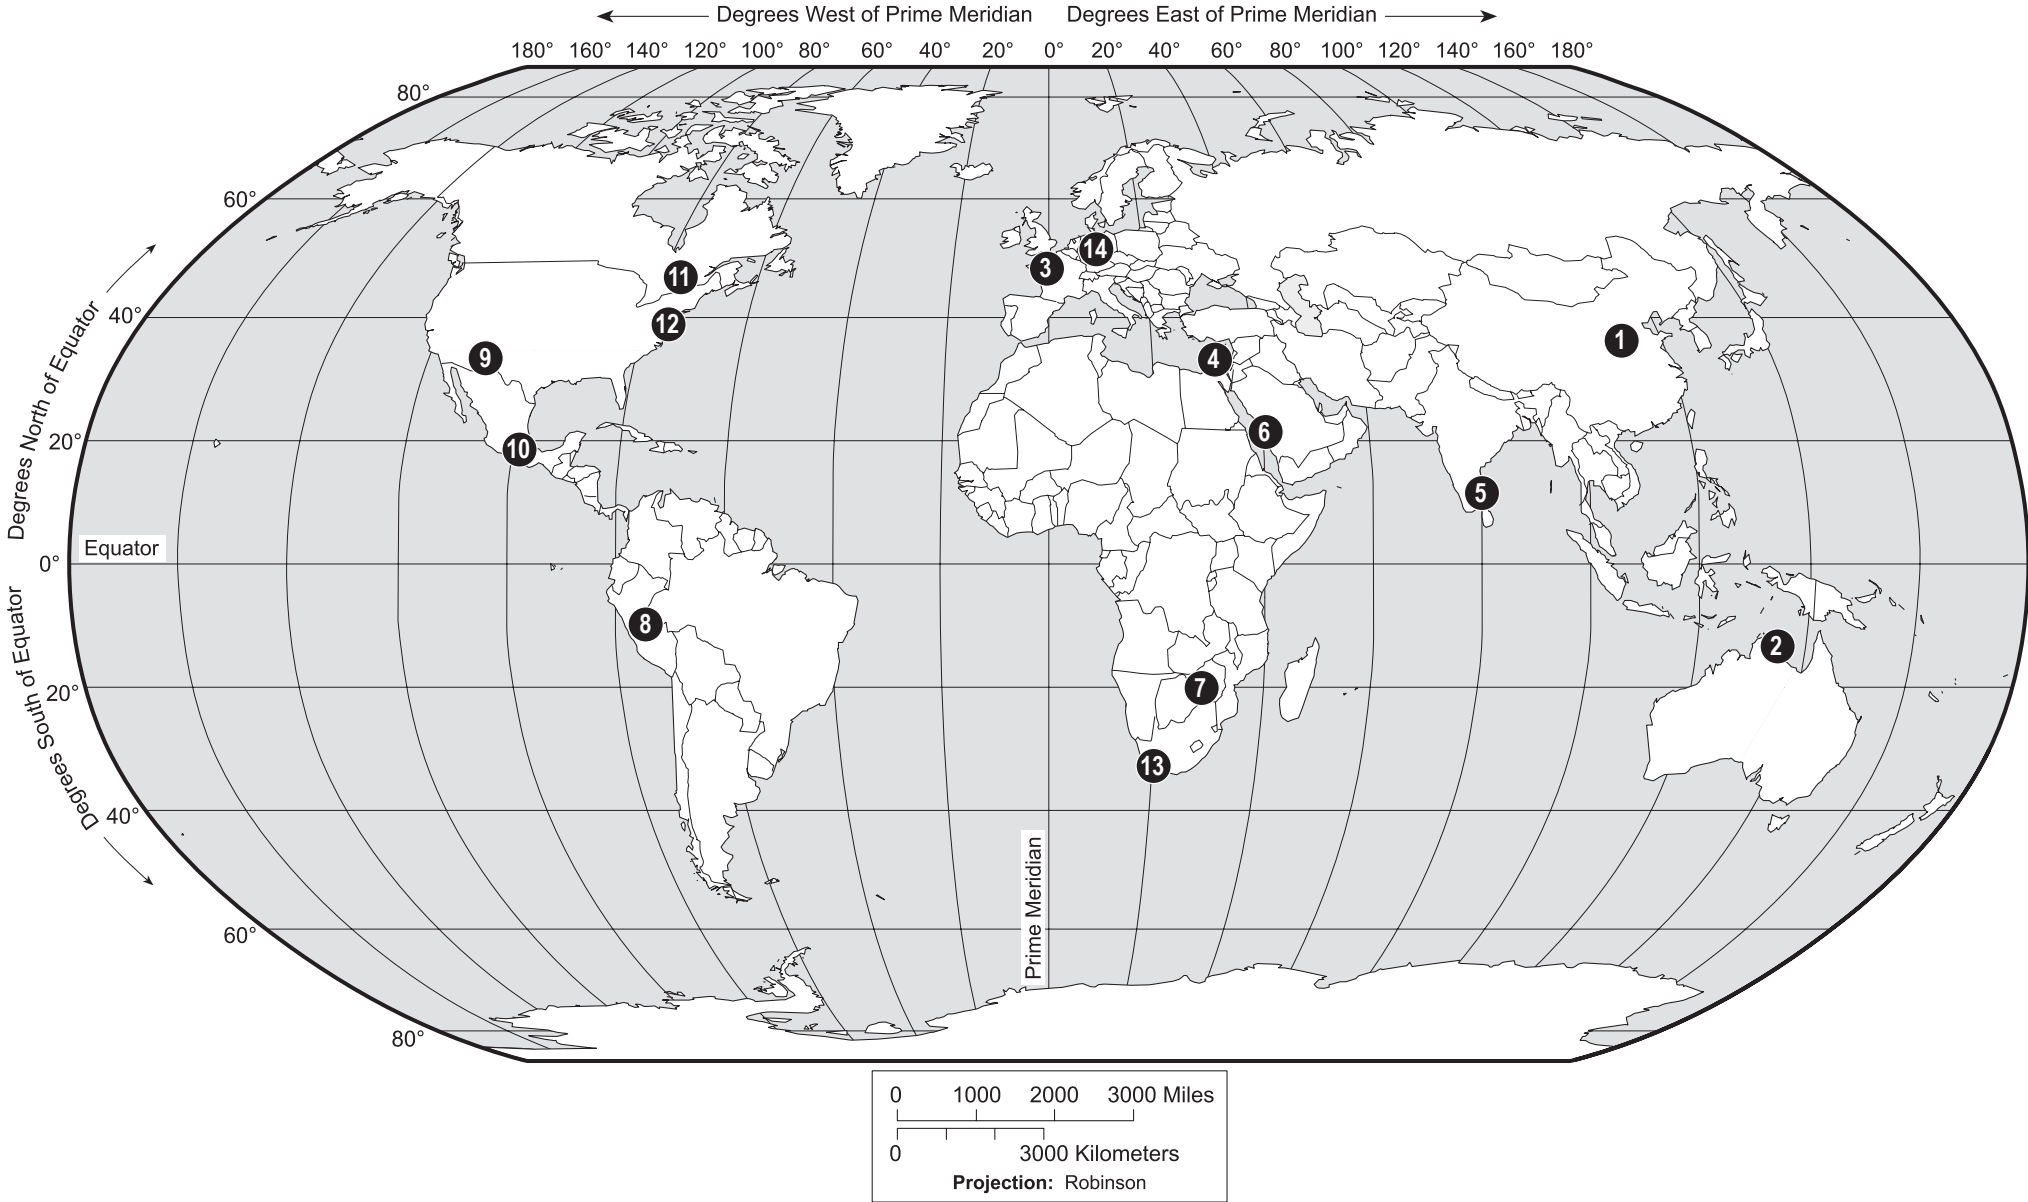 Degrees West of Prime Meridian Degrees East of Prime Meridian
180° 160° 140° 120° 100° 80° 60° 40° 20° 0° 20° 40° 60° 80° 100° 120° 140° 160° 180°
80°
60°
40°
20°
0°
20°
40°
60°
80°
Degrees North of Equator
Degrees South of Equator
Equator
Prime Meridian
14
3
11
12
1
9
4
6
10
5
8
2
7
13
0 1000 2000 3000 Miles
0 3000 Kilometers
Projection: Robinson